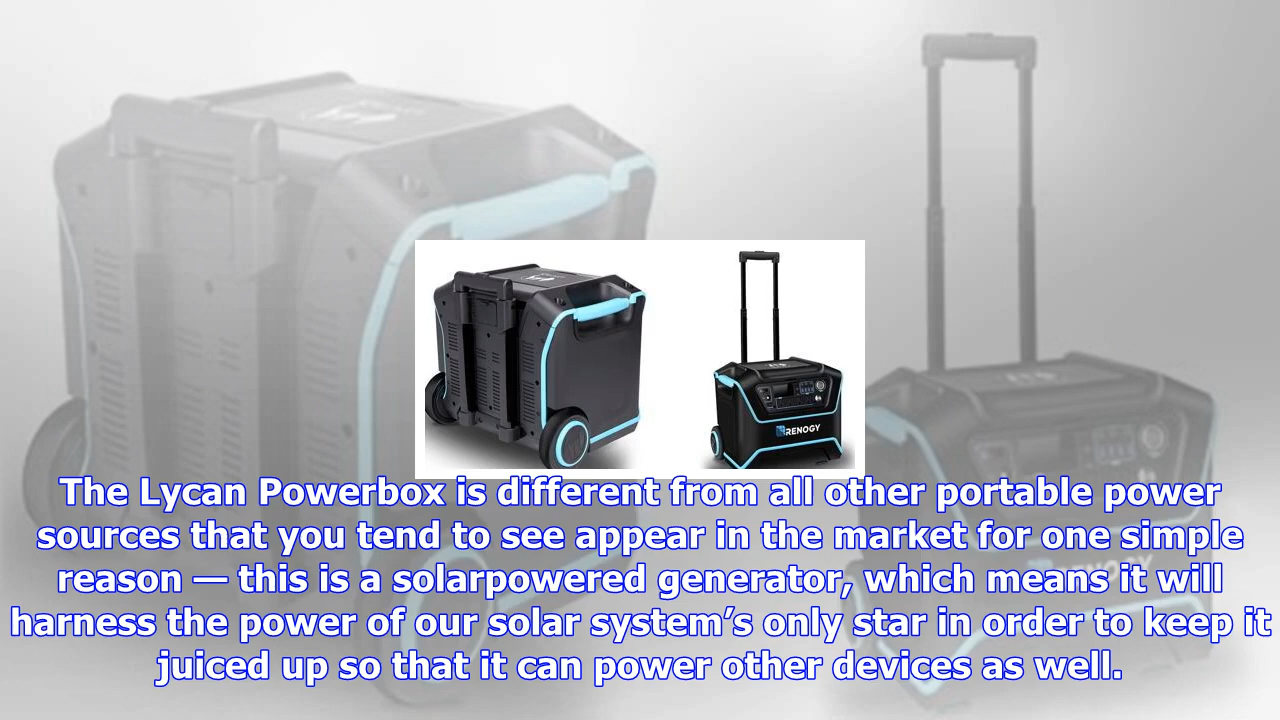 RENOGY
The Lycan Powerbox is different from all other portable power
sources that you tend to see appear in the market for one simple
reason — this is a solarpowered generator, which means it will
harness the power of our solar system’s only star in order to keep it
juiced up so that it can power other devices as well.